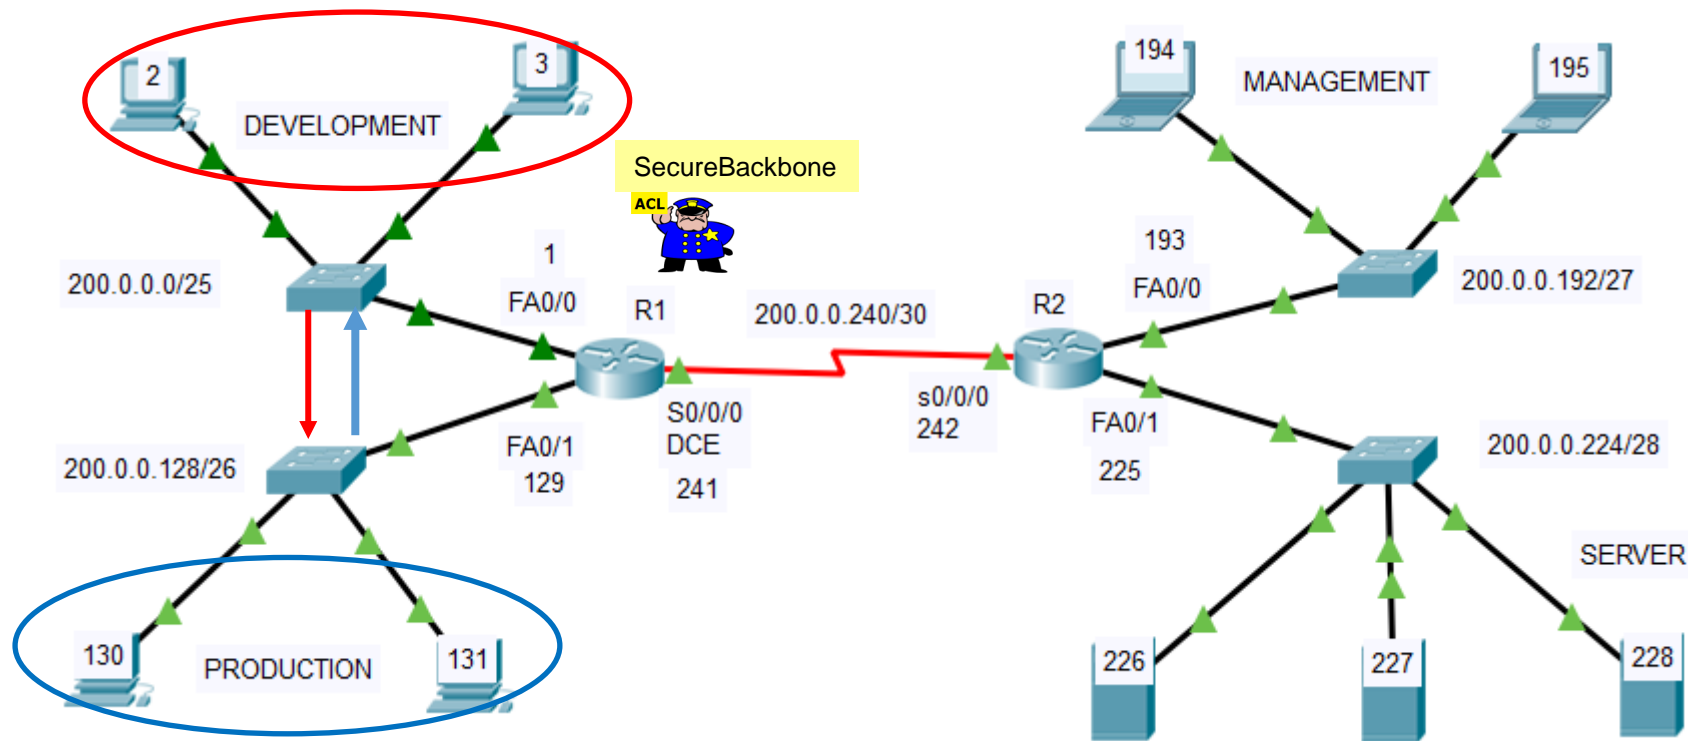 2
3
DEVELOPMENT
SecureBackbone
ACL
200.0.0.0/25
1
FA0/0
R1
200.0.0.240/30
S0/0/0
DCE
241
FA0/1
129
200.0.0.128/26
130
PRODUCTION
131
194
MANAGEMENT
195
193
FA0/0
R2
200.0.0.192/27
s0/0/0
242
FA0/1
225
200.0.0.224/28
SERVER
226
227
228